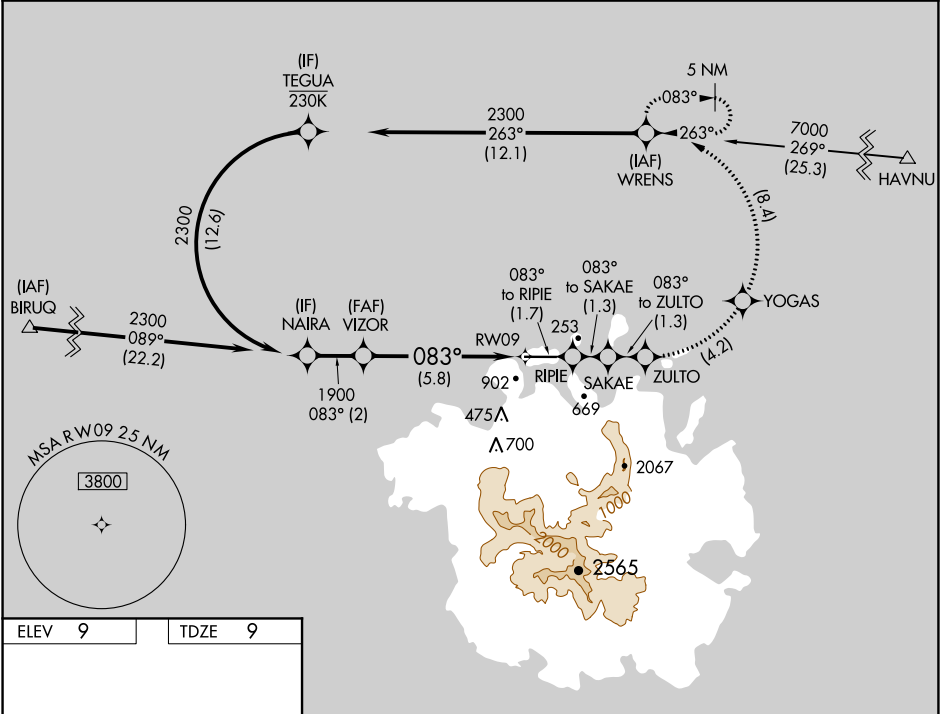 (IF)
TEGUA
230K
5 NM
083°
2300
263°
(12.1)
263°
7000
269°
(25.3)
HAVNU
(IAF)
WRENS
2300
(12.6)
(8.4)
(IAF)
BIRUQ
2300
089°
(22.2)
(IF)
NAIRA
(FAF)
VIZOR
083°
(5.8)
1900
083° (2)
RW09
083°
to RIPIE
(1.7)
083°
to SAKAE
(1.3)
083°
to ZULTO
(1.3)
253
YOGAS
(4.2)
RIPIE
SAKAE
ZULTO
902
669
475
700
2067
1000
2000
2565
MSA RW09 25 NM
3800
ELEV 9
TDZE 9